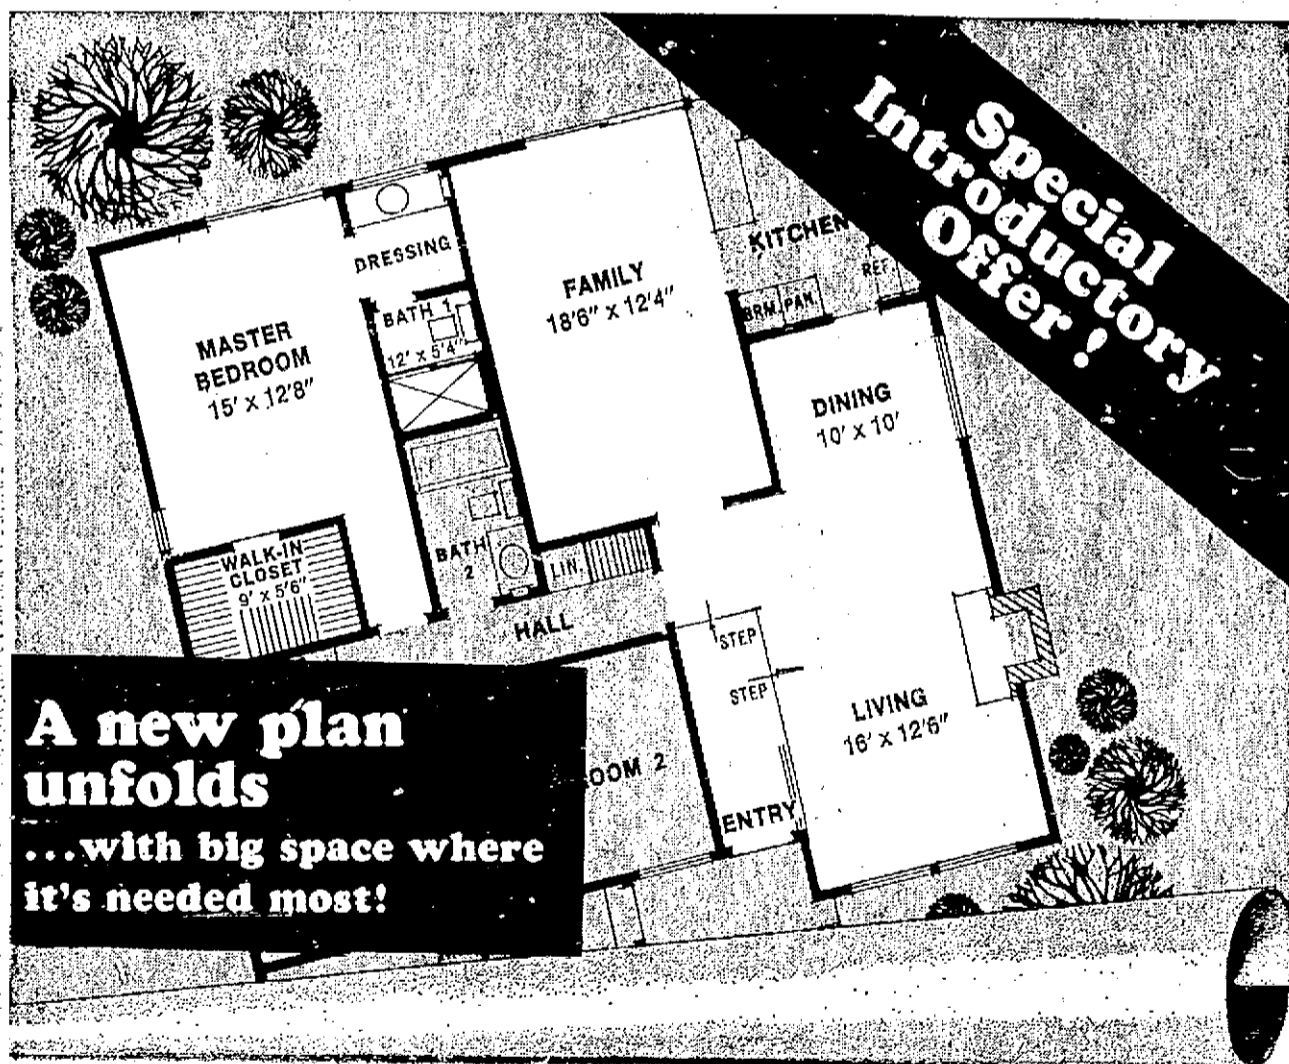 Special
Introductory
Offer!
KITCHEN
REF.
BRM. PAN.
DRESSING
FAMILY
18'6" x 12'4"
BATH 1
12' x 5'4"
MASTER
BEDROOM
15' x 12'8"
DINING
10' x 10'
WALK-IN
CLOSET
9' x 5'6"
BATH
2
LIN.
HALL
STEP
STEP
LIVING
16' x 12'6"
OOM 2
ENTRY
A new plan
unfolds
...with big space where
it's needed most!